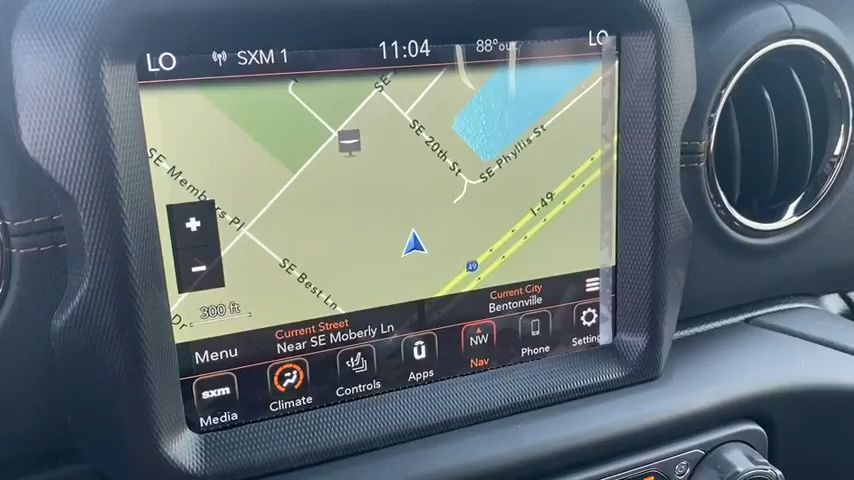 LO SXM 1 11:04 88°out LO
SE
SE 20th St
SE Phyllis St
SE Members Pl
I-49
49
SE Best Ln
300 ft
Dr
Current Street
Near SE Moberly Ln
Current City
Bentonville
Menu
sxm
Media
Climate
Controls
Apps
NW
Nav
Phone
Settings